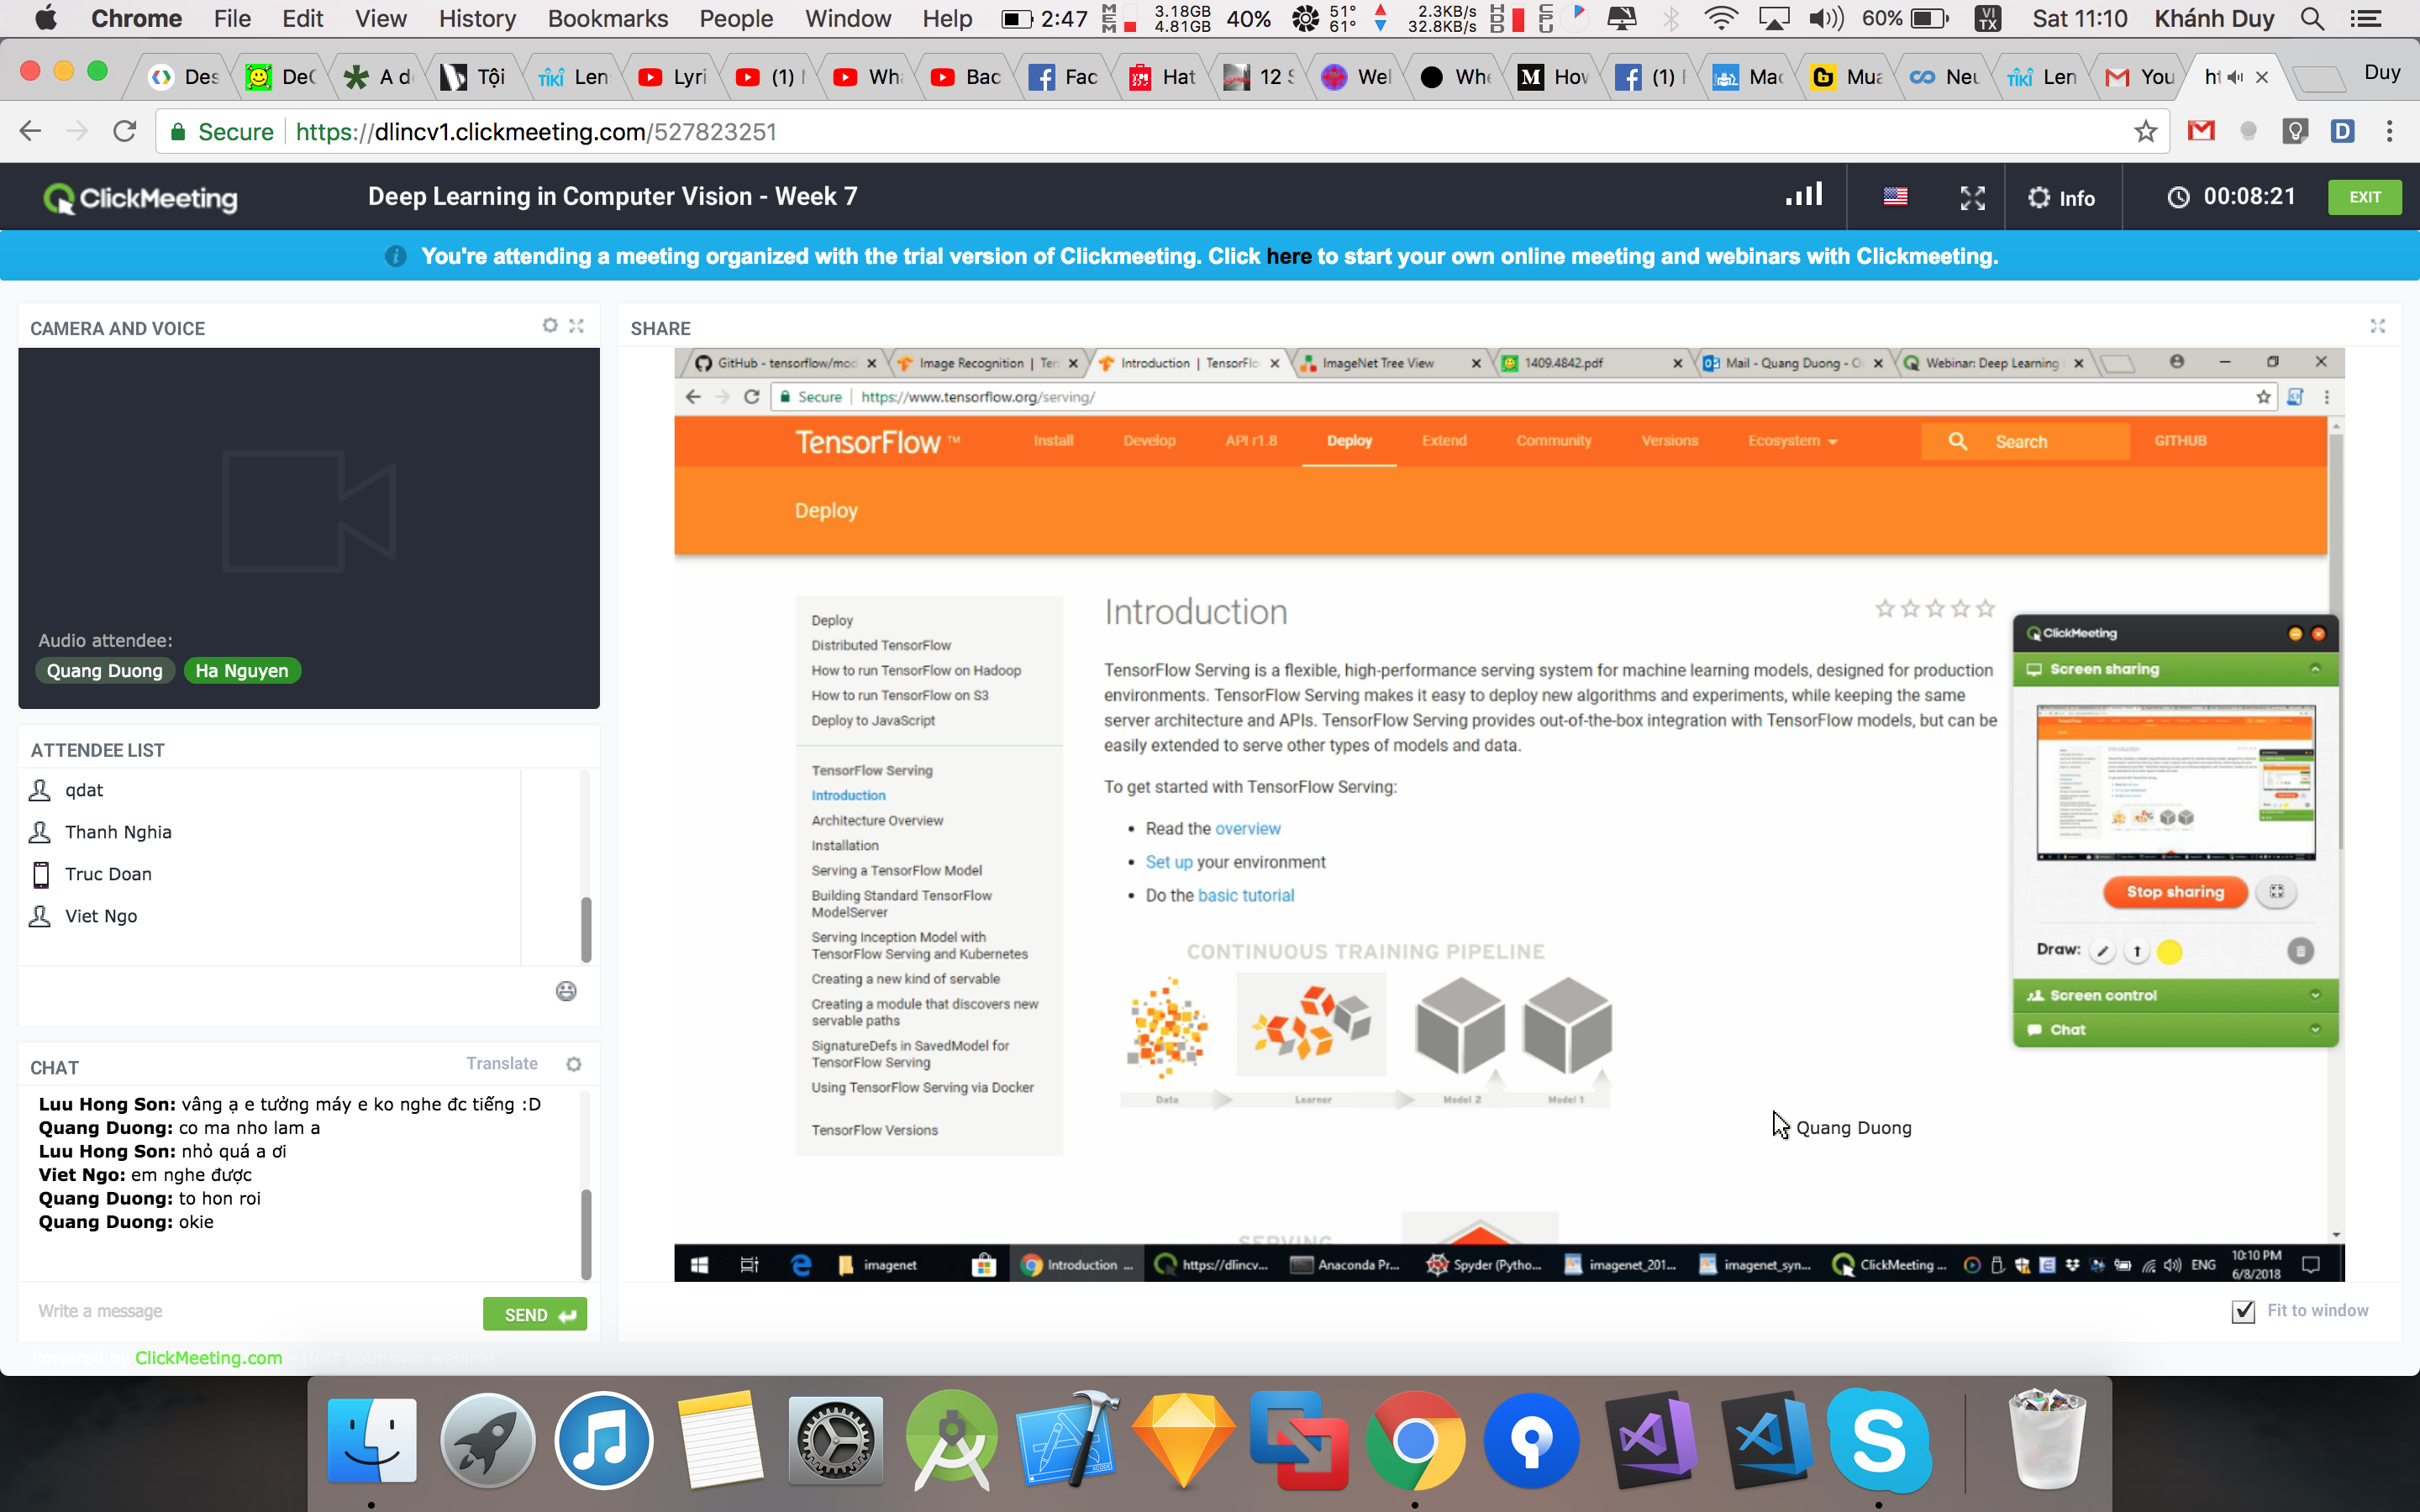 Chrome File Edit View History Bookmarks People Window Help 2:47 MEM 3.18GB 4.81GB 40% 51° 61° 2.3KB/s 32.8KB/s HDD CPU 60% VI TX Sat 11:10 Khánh Duy
Des DeC A d Tội TIKI Len Lyri (1) Wha Bac Fac Hat 12 S Wel Whe Hov (1) F Mac Mua Neu TIKI Len You ht Duy
Secure https://dlincv1.clickmeeting.com/527823251
ClickMeeting Deep Learning in Computer Vision - Week 7 Info 00:08:21 EXIT
You're attending a meeting organized with the trial version of Clickmeeting. Click here to start your own online meeting and webinars with Clickmeeting.
CAMERA AND VOICE
Audio attendee:
Quang Duong Ha Nguyen
ATTENDEE LIST
qdat
Thanh Nghia
Truc Doan
Viet Ngo
CHAT Translate
Luu Hong Son: vâng ạ e tưởng máy e ko nghe đc tiếng :D
Quang Duong: co ma nho lam a
Luu Hong Son: nhỏ quá a ơi
Viet Ngo: em nghe được
Quang Duong: to hon roi
Quang Duong: okie
Write a message SEND
Powered by ClickMeeting.com Host your own webinar
SHARE
GitHub - tensorflow/mod Image Recognition | Ten Introduction | TensorFlo ImageNet Tree View 1409.4842.pdf Mail - Quang Duong - O Webinar: Deep Learning
Secure https://www.tensorflow.org/serving/
TensorFlow™ Install Develop API r1.8 Deploy Extend Community Versions Ecosystem Search GITHUB
Deploy
Deploy
Distributed TensorFlow
How to run TensorFlow on Hadoop
How to run TensorFlow on S3
Deploy to JavaScript
TensorFlow Serving
Introduction
Architecture Overview
Installation
Serving a TensorFlow Model
Building Standard TensorFlow
ModelServer
Serving Inception Model with
TensorFlow Serving and Kubernetes
Creating a new kind of servable
Creating a module that discovers new
servable paths
SignatureDefs in SavedModel for
TensorFlow Serving
Using TensorFlow Serving via Docker
TensorFlow Versions
Introduction
TensorFlow Serving is a flexible, high-performance serving system for machine learning models, designed for production
environments. TensorFlow Serving makes it easy to deploy new algorithms and experiments, while keeping the same
server architecture and APIs. TensorFlow Serving provides out-of-the-box integration with TensorFlow models, but can be
easily extended to serve other types of models and data.
To get started with TensorFlow Serving:
Read the overview
Set up your environment
Do the basic tutorial
CONTINUOUS TRAINING PIPELINE
Data Learner Model 2 Model 1
SERVING
Quang Duong
ClickMeeting
Screen sharing
Stop sharing
Draw:
Screen control
Chat
imagenet Introduction ... https://dlincv... Anaconda Pr... Spyder (Pytho... imagenet_201... imagenet_syn... ClickMeeting ... ENG 10:10 PM
6/8/2018
Fit to window